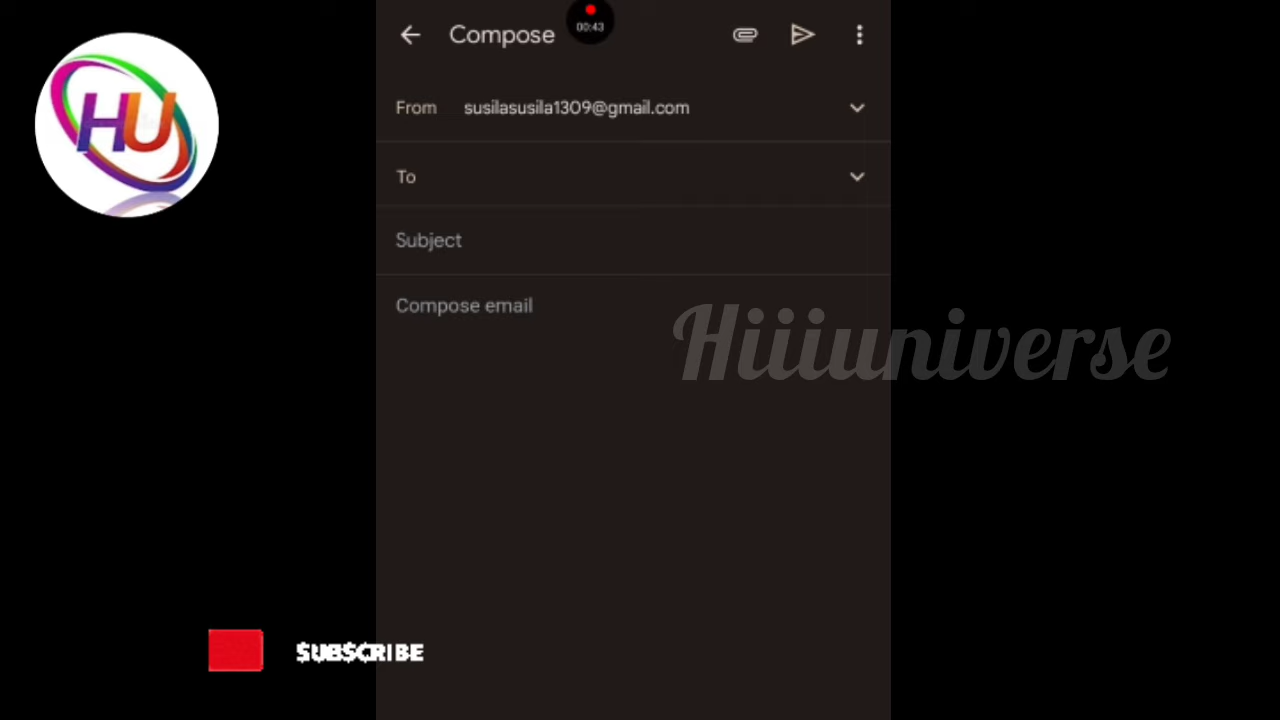 HU
Compose
00:43
From susilasusila1309@gmail.com
To
Subject
Compose email
Hiiiuniverse
SUBSCRIBE